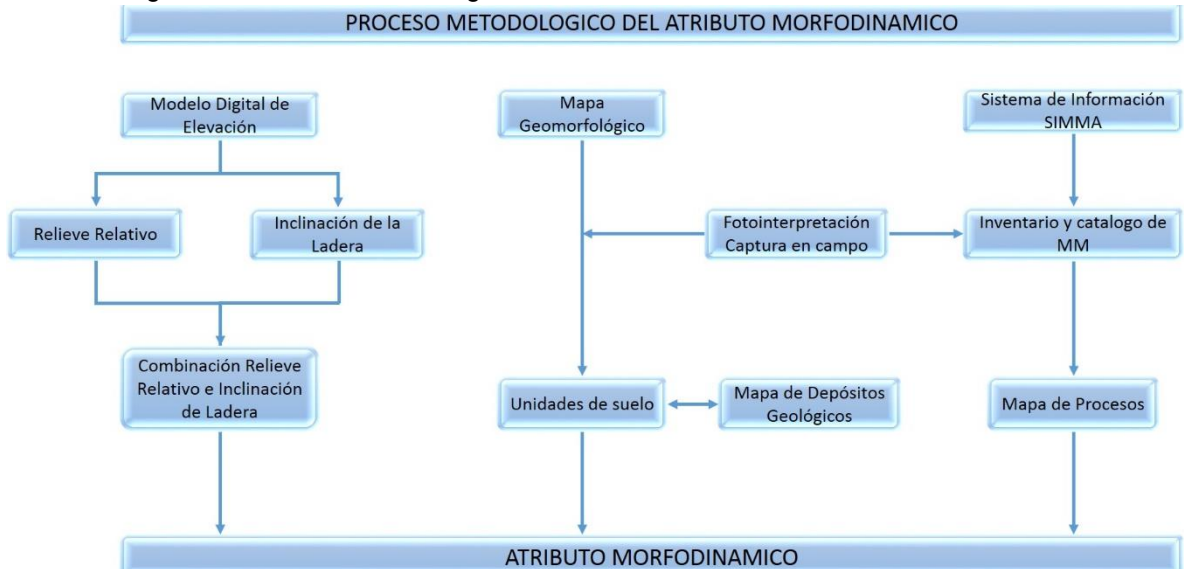 PROCESO METODOLOGICO DEL ATRIBUTO MORFODINAMICO
Modelo Digital de
Elevación
Mapa
Geomorfológico
Sistema de Información
SIMMA
Relieve Relativo
Inclinación de la
Ladera
Fotointerpretación
Captura en campo
Inventario y catalogo de
MM
Combinación Relieve
Relativo e Inclinación
de Ladera
Unidades de suelo
Mapa de Depósitos
Geológicos
Mapa de Procesos
ATRIBUTO MORFODINAMICO